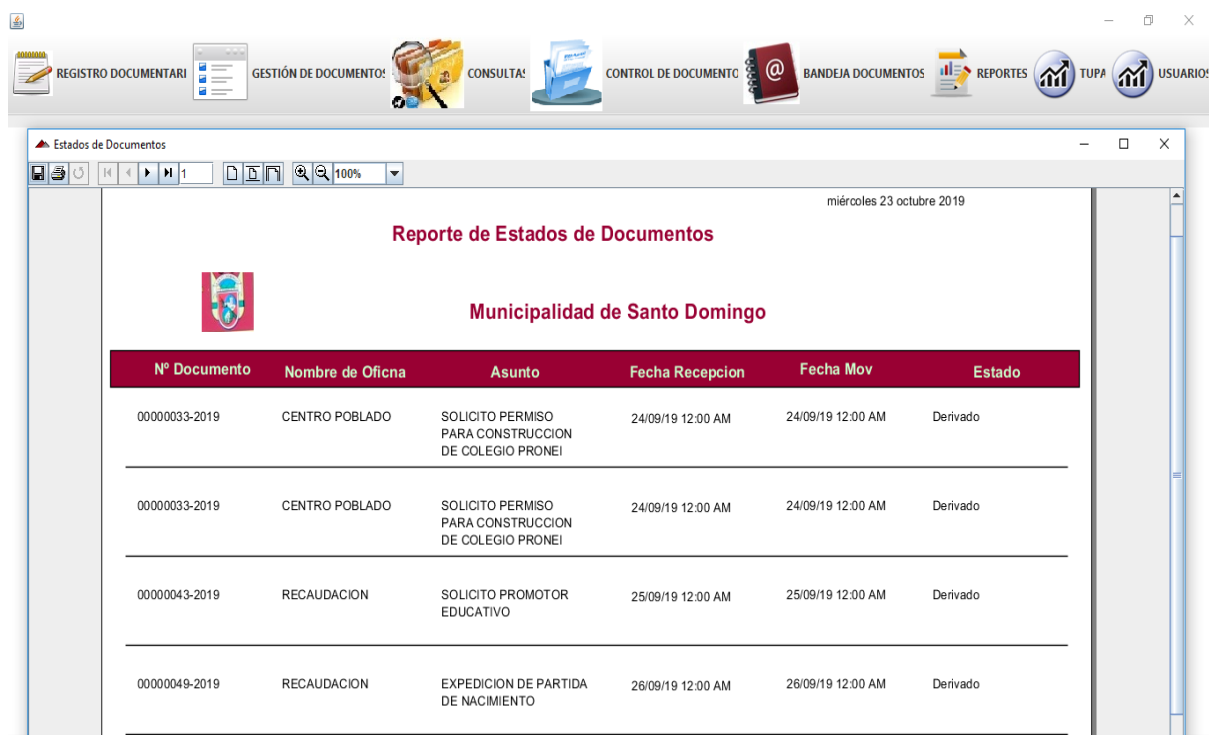 REGISTRO DOCUMENTARI GESTIÓN DE DOCUMENTOS CONSULTAS CONTROL DE DOCUMENTO BANDEJA DOCUMENTOS REPORTES TUPA USUARIOS
Estados de Documentos
1 100%
miércoles 23 octubre 2019
Reporte de Estados de Documentos
Municipalidad de Santo Domingo
Nº Documento Nombre de Oficna Asunto Fecha Recepcion Fecha Mov Estado
00000033-2019 CENTRO POBLADO SOLICITO PERMISO 24/09/19 12:00 AM 24/09/19 12:00 AM Derivado
PARA CONSTRUCCION
DE COLEGIO PRONEI
00000033-2019 CENTRO POBLADO SOLICITO PERMISO 24/09/19 12:00 AM 24/09/19 12:00 AM Derivado
PARA CONSTRUCCION
DE COLEGIO PRONEI
00000043-2019 RECAUDACION SOLICITO PROMOTOR 25/09/19 12:00 AM 25/09/19 12:00 AM Derivado
EDUCATIVO
00000049-2019 RECAUDACION EXPEDICION DE PARTIDA 26/09/19 12:00 AM 26/09/19 12:00 AM Derivado
DE NACIMIENTO